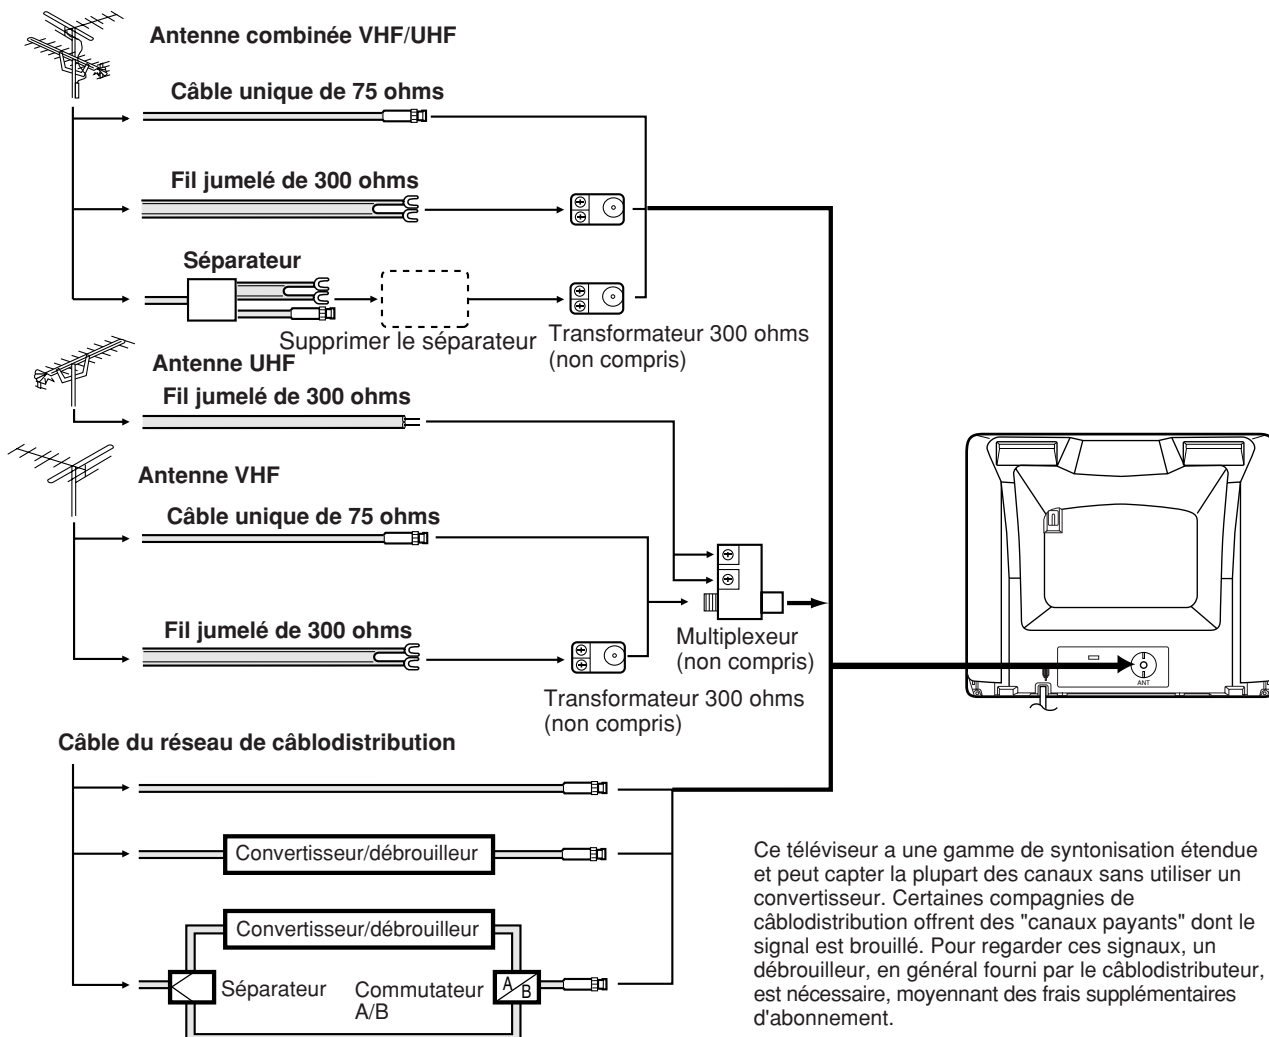 Antenne combinée VHF/UHF
Câble unique de 75 ohms
Fil jumelé de 300 ohms
Séparateur
Supprimer le séparateur
Transformateur 300 ohms
(non compris)
Antenne UHF
Fil jumelé de 300 ohms
Antenne VHF
Câble unique de 75 ohms
Fil jumelé de 300 ohms
Multiplexeur
(non compris)
Transformateur 300 ohms
(non compris)
ANT
Câble du réseau de câblodistribution
Convertisseur/débrouilleur
Convertisseur/débrouilleur
Séparateur
Commutateur
A/B
A
B
Ce téléviseur a une gamme de syntonisation étendue
et peut capter la plupart des canaux sans utiliser un
convertisseur. Certaines compagnies de
câblodistribution offrent des "canaux payants" dont le
signal est brouillé. Pour regarder ces signaux, un
débrouilleur, en général fourni par le câblodistributeur,
est nécessaire, moyennant des frais supplémentaires
d'abonnement.